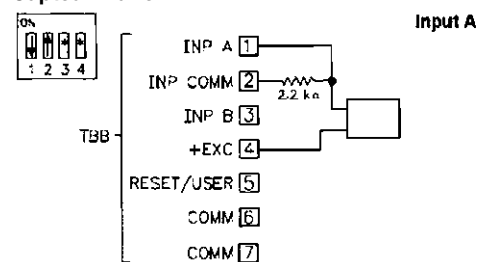 Input A
ON
1 2 3 4
INP A 1
INP COMM 2
2.2 kΩ
INP B 3
TBB
+EXC 4
RESET/USER 5
COMM 6
COMM 7